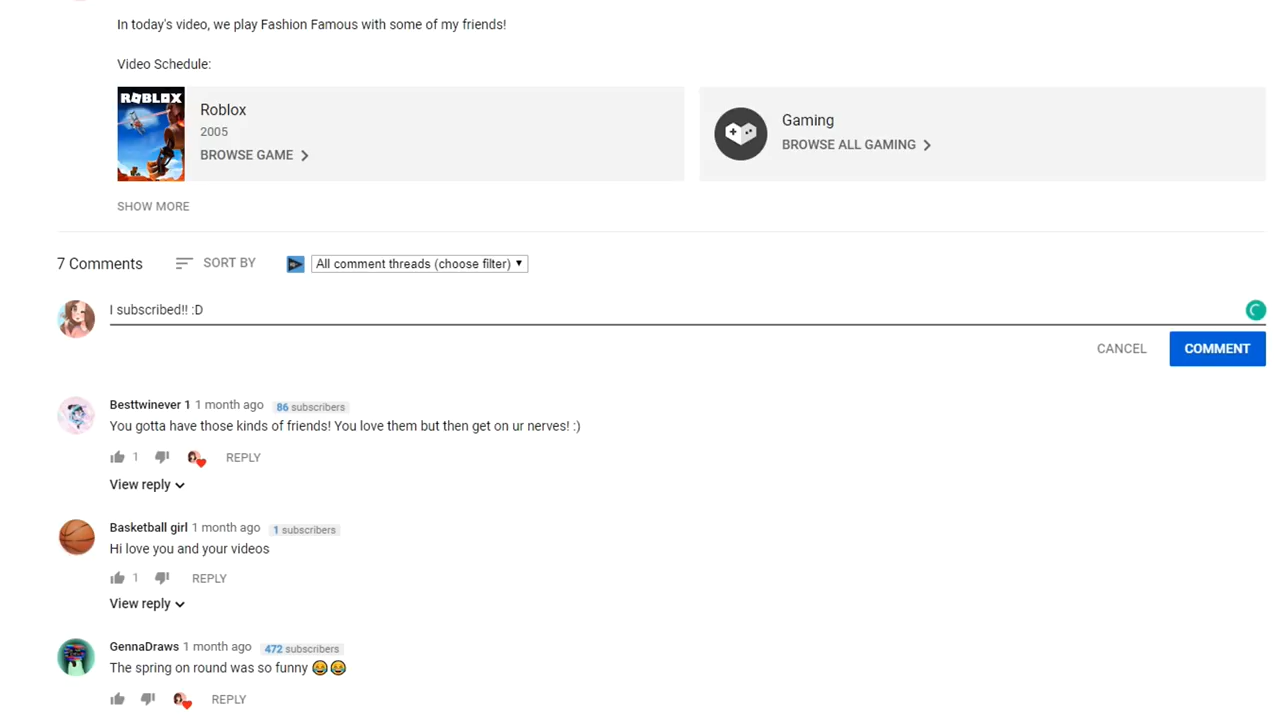 In today's video, we play Fashion Famous with some of my friends!
Video Schedule:
ROBLOX
Roblox
2005
BROWSE GAME
Gaming
BROWSE ALL GAMING
SHOW MORE
7 Comments SORT BY All comment threads (choose filter)
I subscribed!! :D
CANCEL COMMENT
Besttwinever 1 1 month ago 86 subscribers
You gotta have those kinds of friends! You love them but then get on ur nerves! :)
1 REPLY
View reply
Basketball girl 1 month ago 1 subscribers
Hi love you and your videos
1 REPLY
View reply
GennaDraws 1 month ago 472 subscribers
The spring on round was so funny 😂😂
REPLY